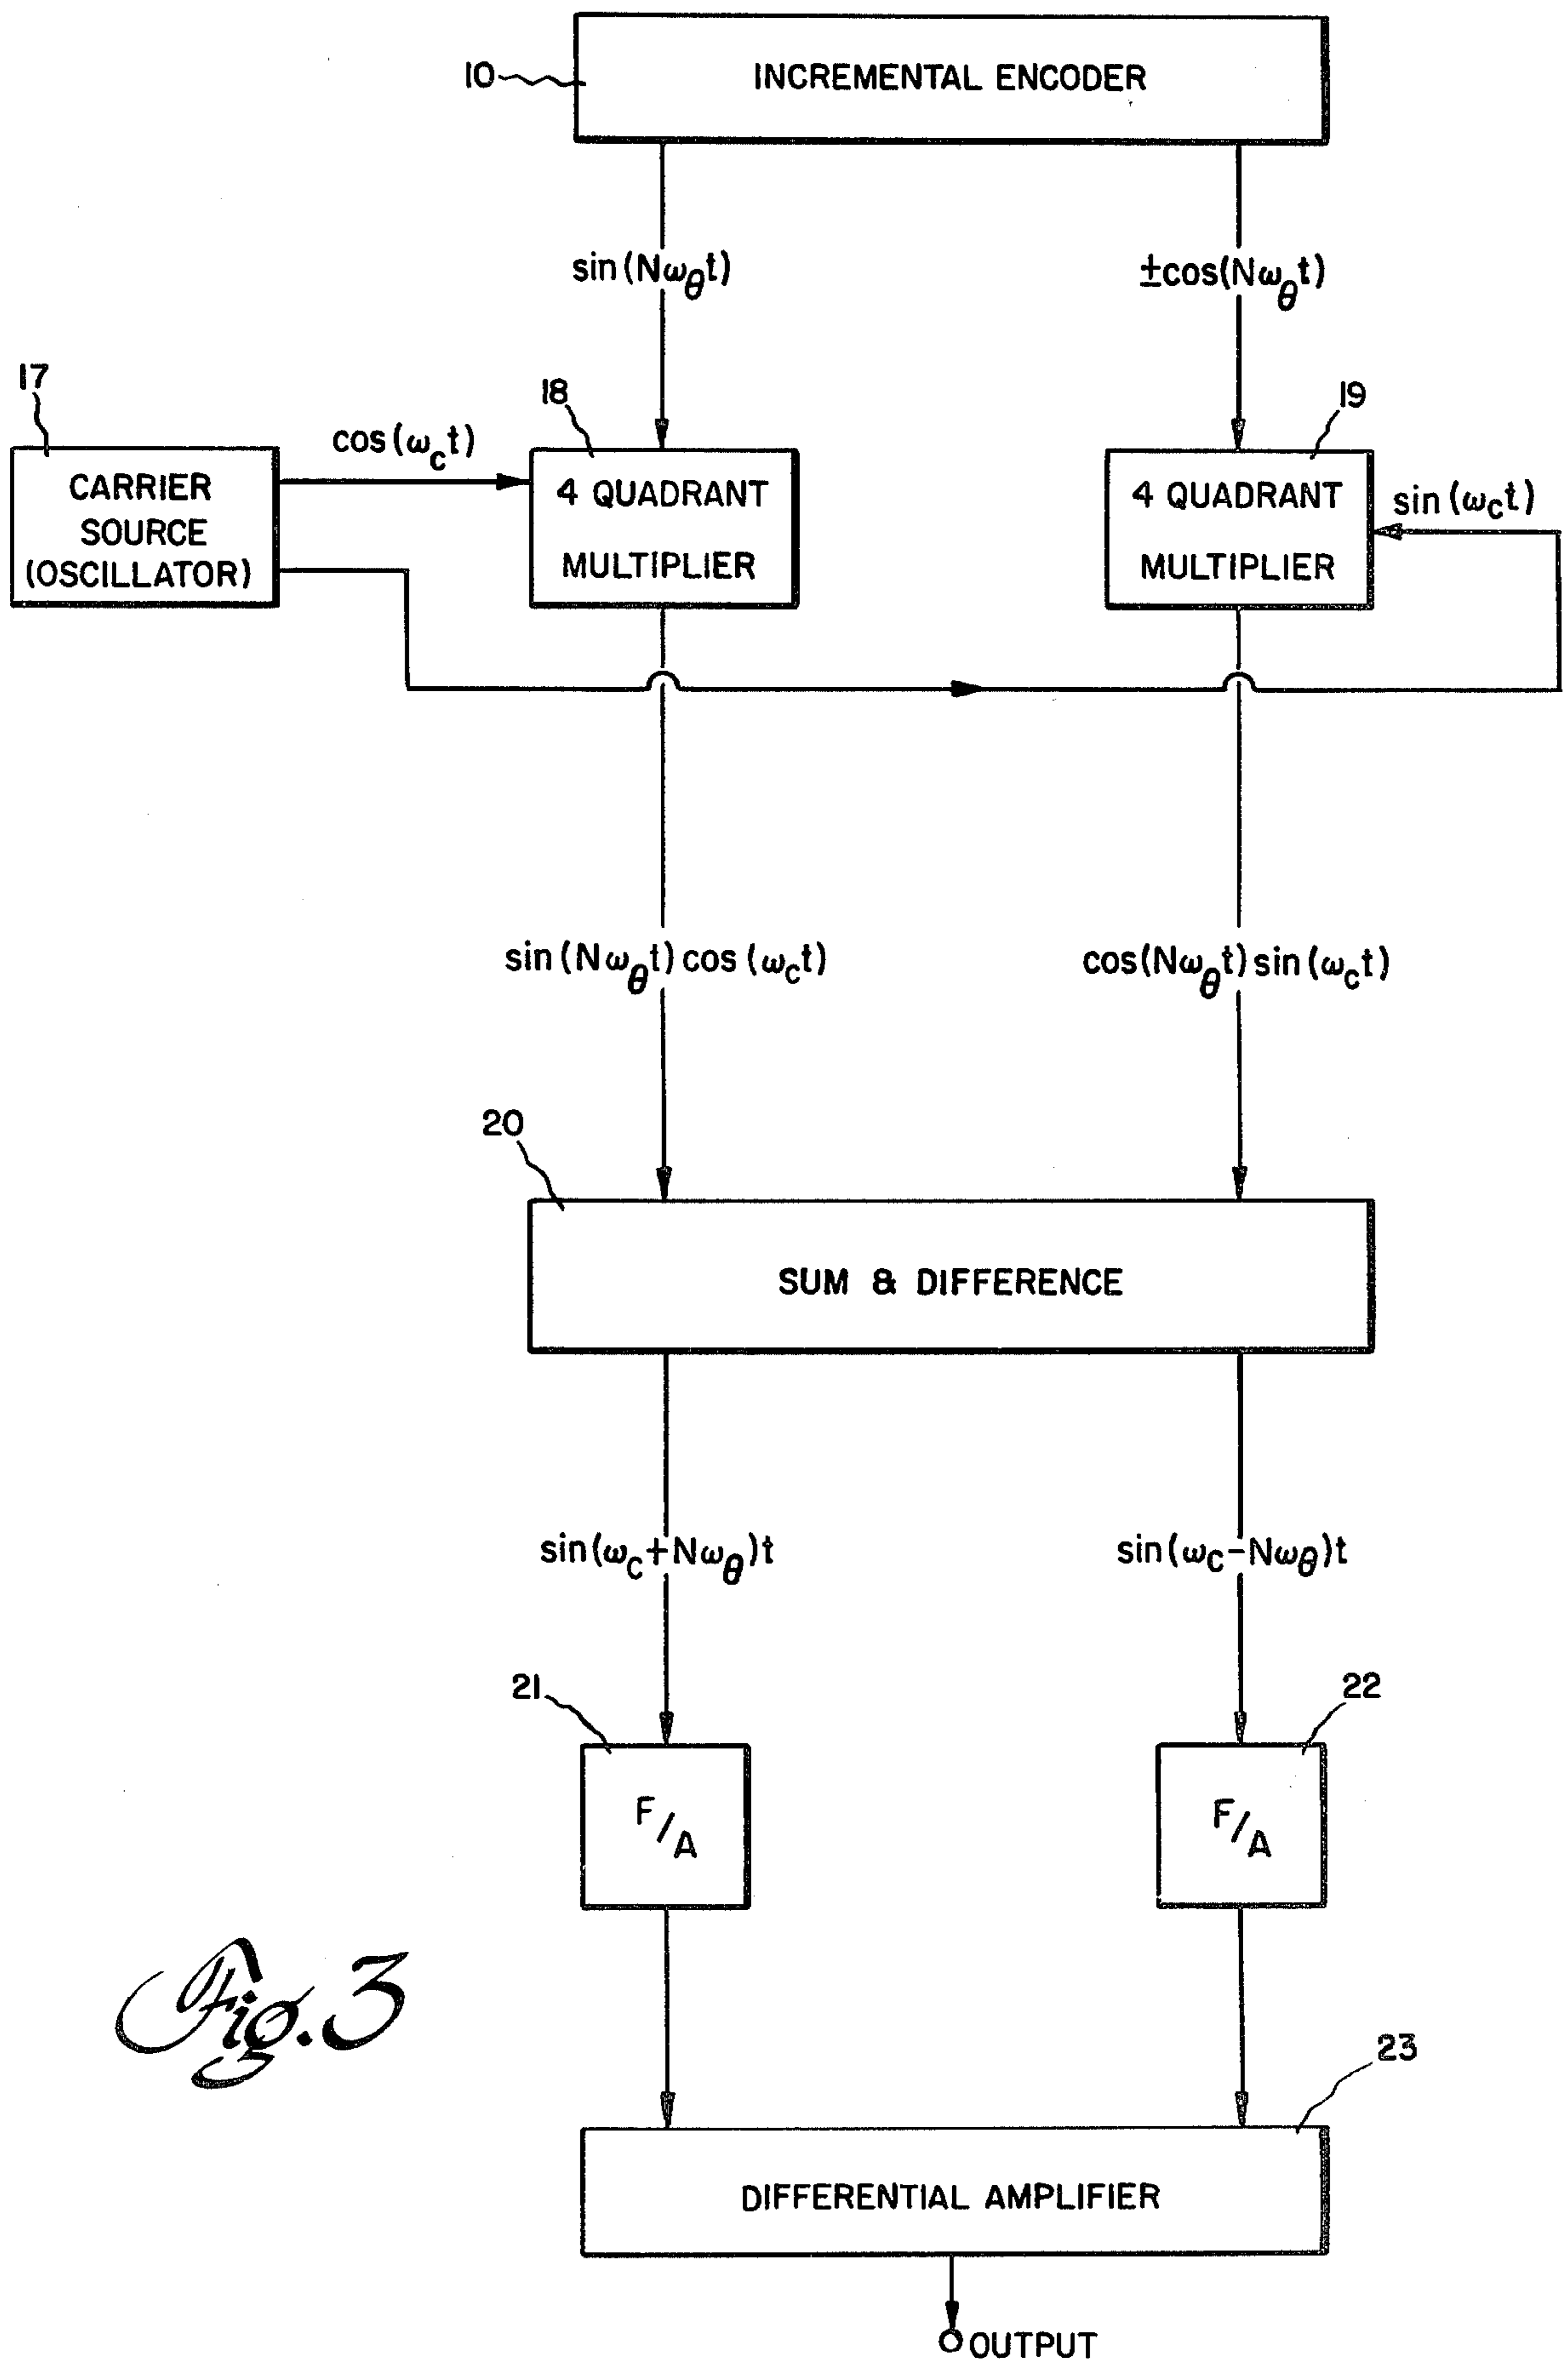 10
INCREMENTAL ENCODER
sin(Nω_θt)
±cos(Nω_θt)
17
18
19
cos(ω_ct)
CARRIER
SOURCE
(OSCILLATOR)
4 QUADRANT
MULTIPLIER
4 QUADRANT
MULTIPLIER
sin(ω_ct)
sin(Nω_θt)cos(ω_ct)
cos(Nω_θt)sin(ω_ct)
20
SUM & DIFFERENCE
sin(ω_c+Nω_θ)t
sin(ω_c-Nω_θ)t
21
22
F/A
F/A
Fig.3
23
DIFFERENTIAL AMPLIFIER
OUTPUT